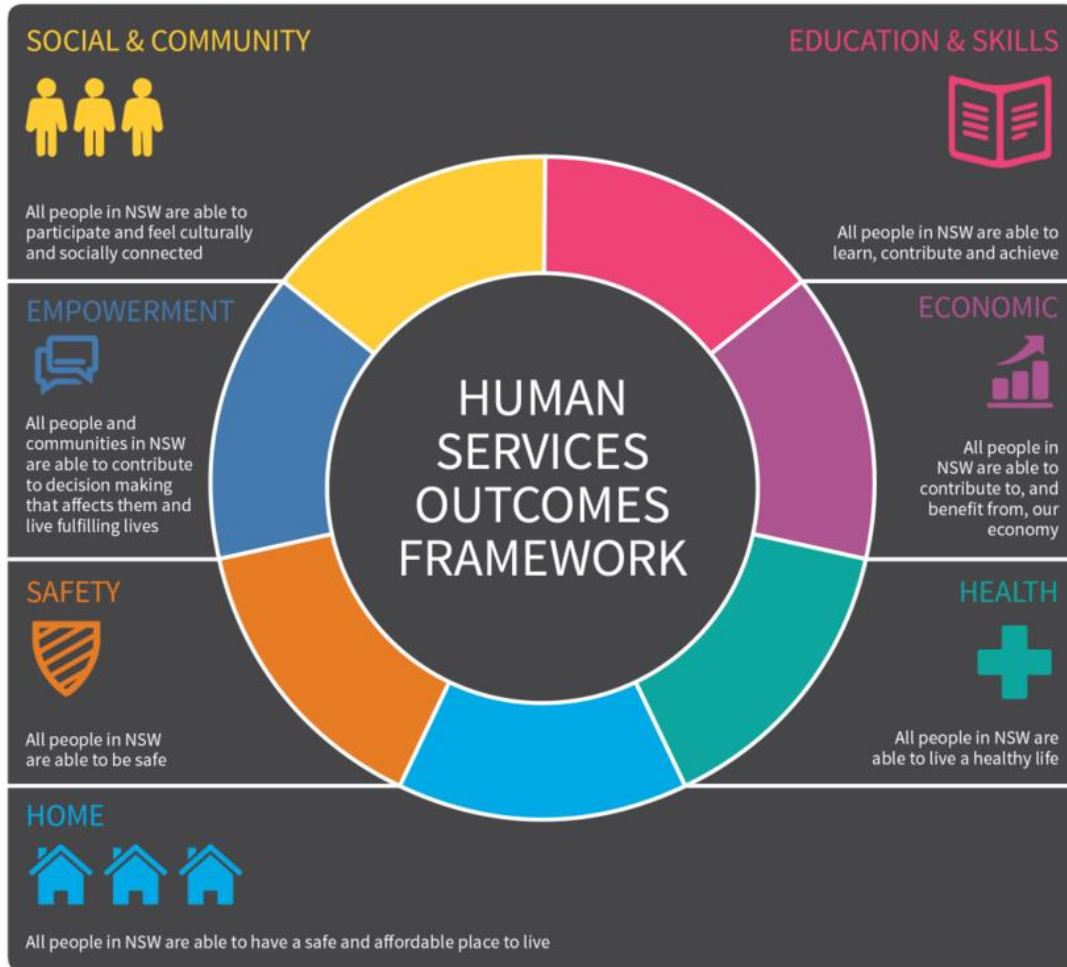 SOCIAL & COMMUNITY
All people in NSW are able to
participate and feel culturally
and socially connected
EDUCATION & SKILLS
All people in NSW are able to
learn, contribute and achieve
EMPOWERMENT
All people and
communities in NSW
are able to contribute
to decision making
that affects them and
live fulfilling lives
HUMAN
SERVICES
OUTCOMES
FRAMEWORK
ECONOMIC
All people in
NSW are able to
contribute to, and
benefit from, our
economy
SAFETY
All people in NSW
are able to be safe
HEALTH
All people in NSW are
able to live a healthy life
HOME
All people in NSW are able to have a safe and affordable place to live